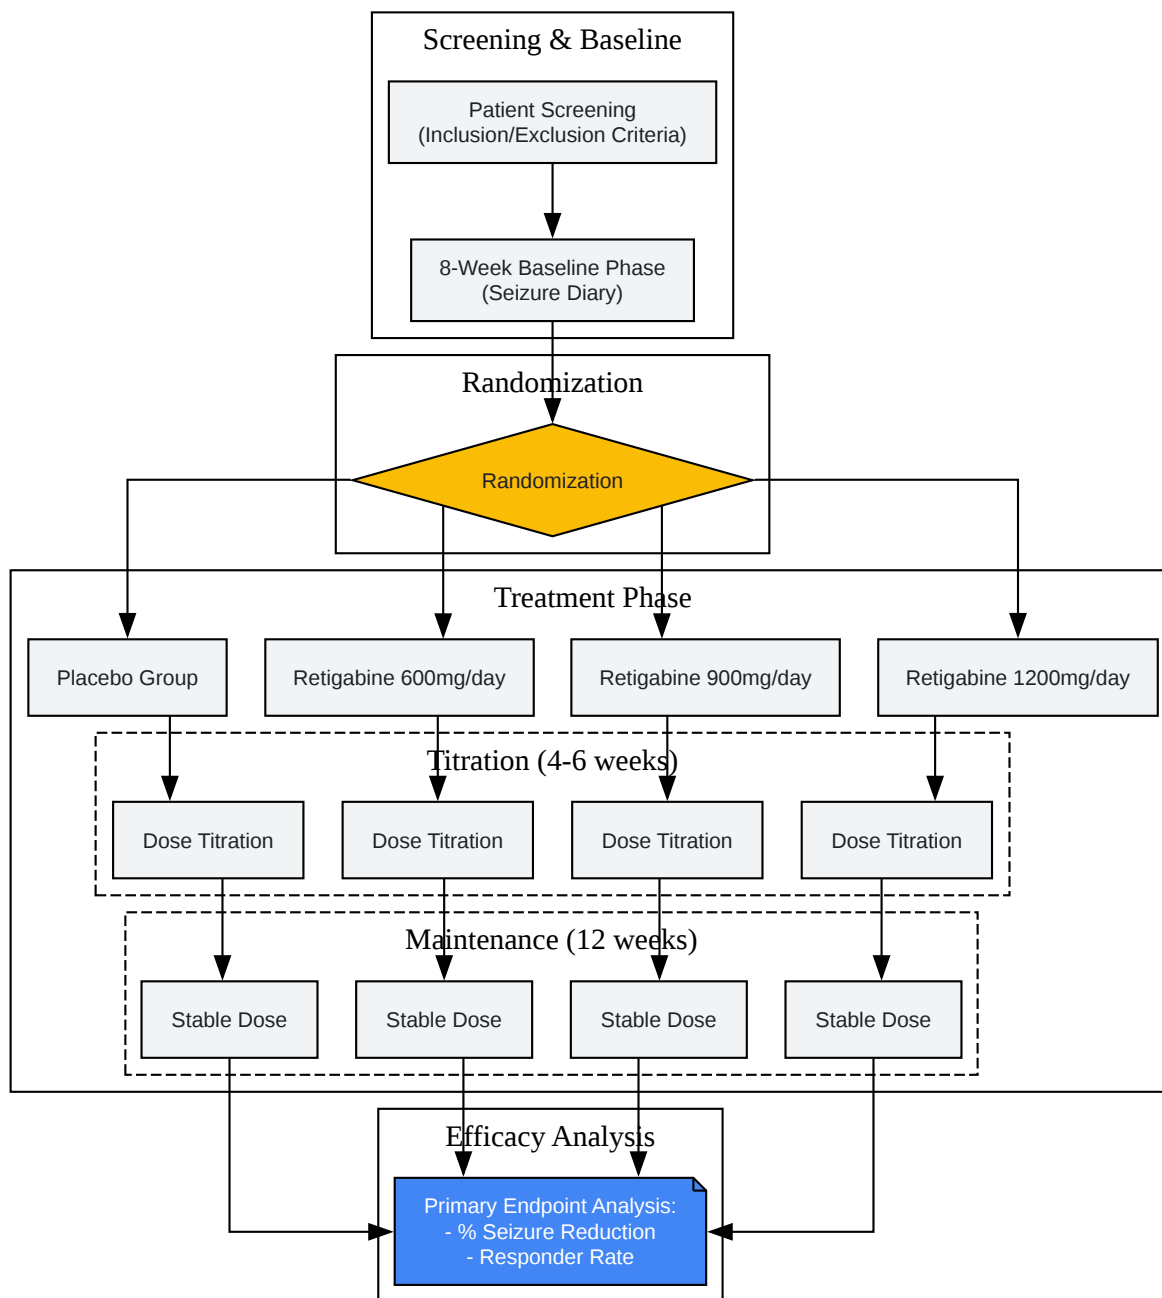 Screening & Baseline
Patient Screening
(Inclusion/Exclusion Criteria)
8-Week Baseline Phase
(Seizure Diary)
Randomization
Randomization
Treatment Phase
Placebo Group
Retigabine 600mg/day
Retigabine 900mg/day
Retigabine 1200mg/day
Titration (4-6 weeks)
Dose Titration
Dose Titration
Dose Titration
Dose Titration
Maintenance (12 weeks)
Stable Dose
Stable Dose
Stable Dose
Stable Dose
Efficacy Analysis
Primary Endpoint Analysis:
- % Seizure Reduction
- Responder Rate